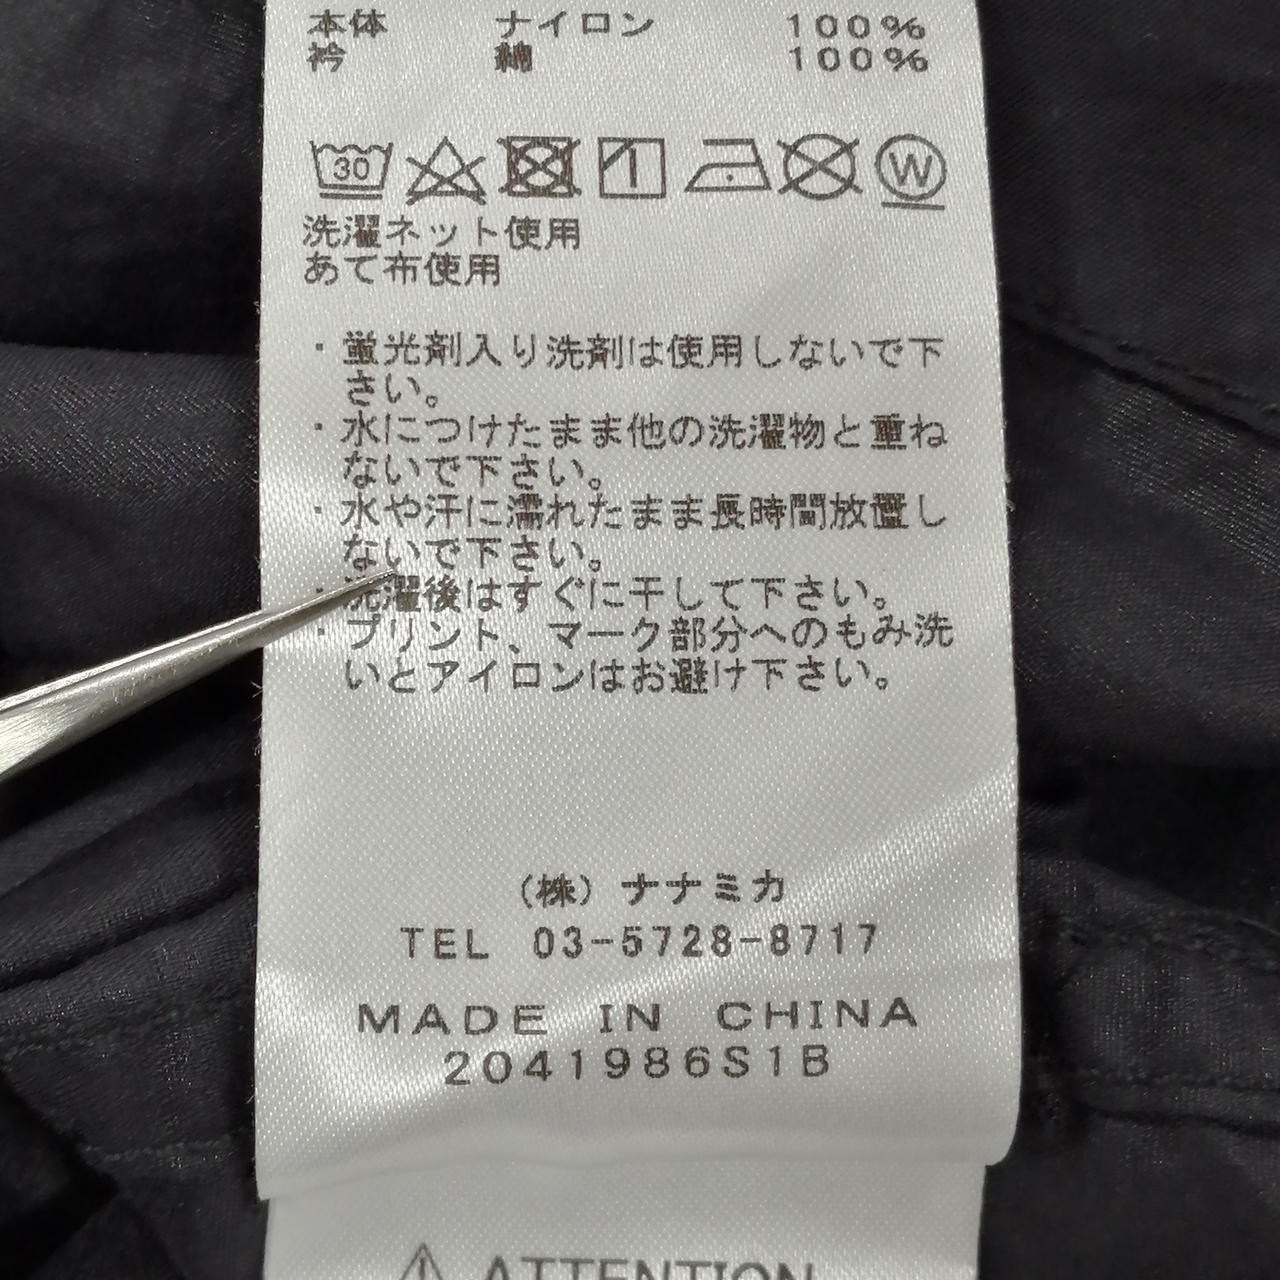 本体 ナイロン 100%
衿 綿 100%
30
W
洗濯ネット使用
あて布使用
・蛍光剤入り洗剤は使用しないで下
さい。
・水につけたまま他の洗濯物と重ね
ないで下さい。
・水や汗に濡れたまま長時間放置し
ないで下さい。
・洗濯後はすぐに干して下さい。
・プリント、マーク部分へのもみ洗
いとアイロンはお避け下さい。
(株) ナナミカ
TEL 03-5728-8717
MADE IN CHINA
2041986S1B
ATTENTION